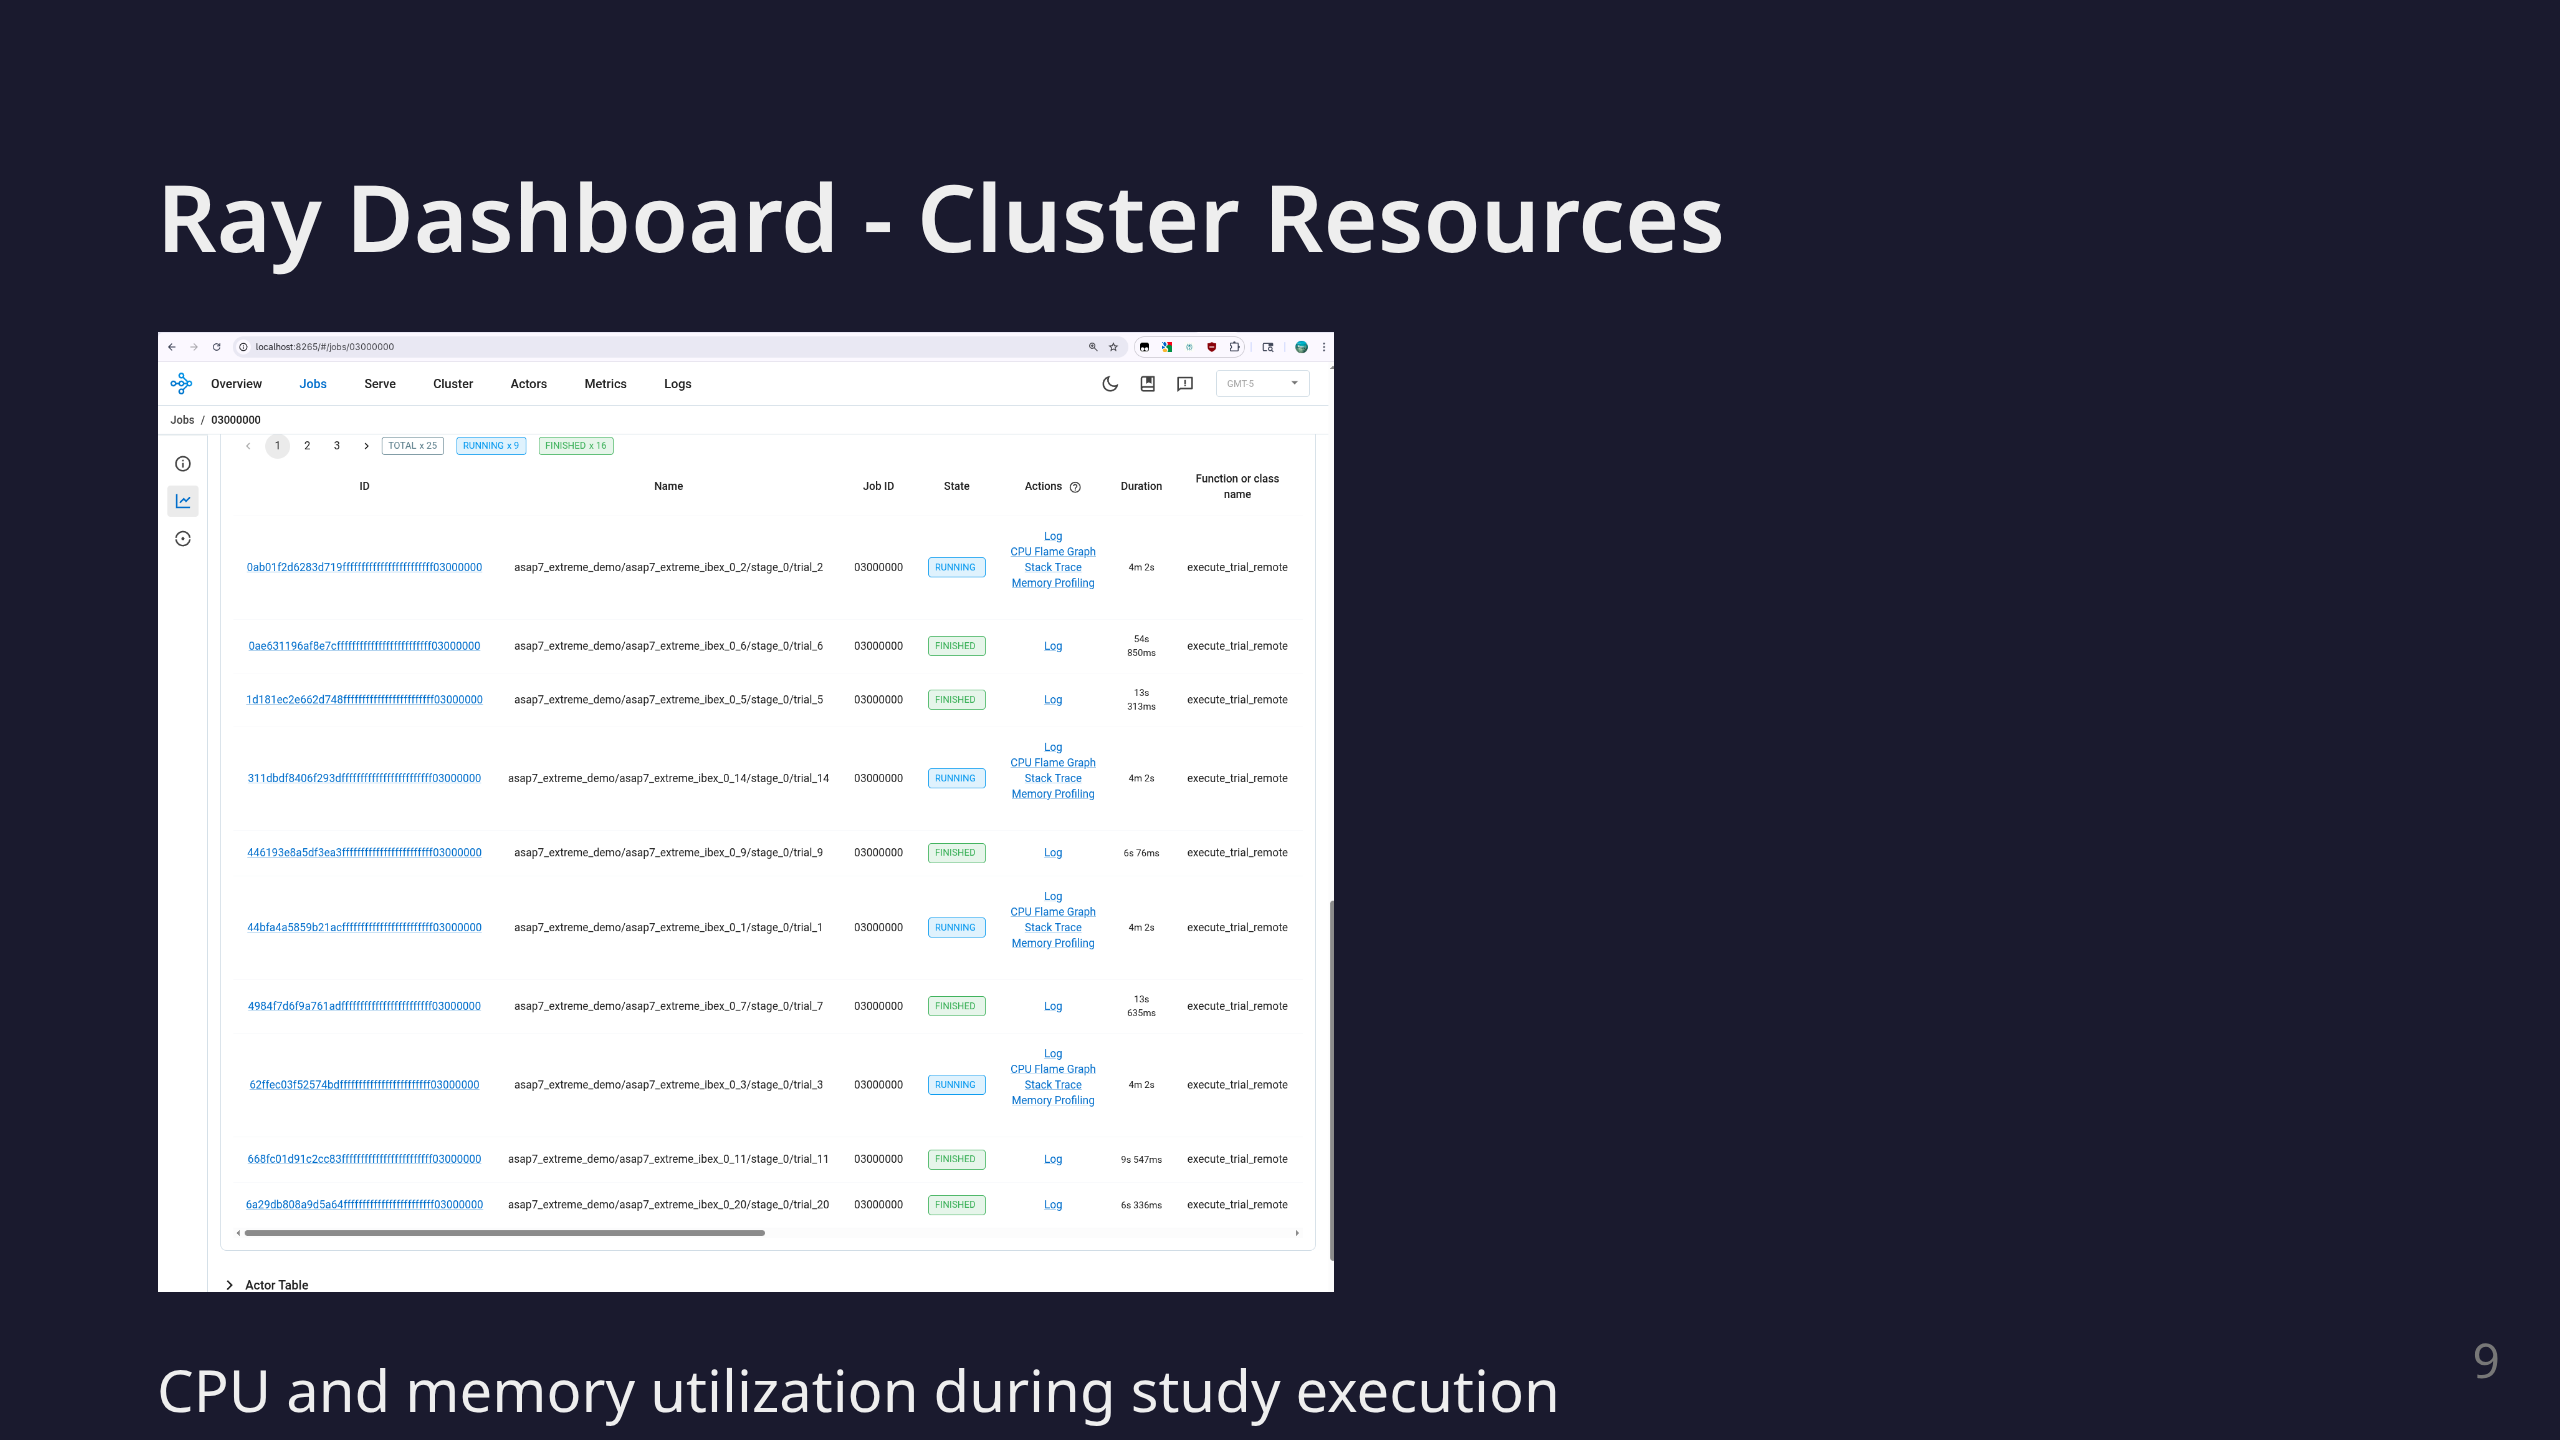 Ray Dashboard - Cluster Resources
localhost:8265/#/jobs/03000000
Overview Jobs Serve Cluster Actors Metrics Logs GMT-5
Jobs / 03000000
1 2 3 TOTAL x 25 RUNNING x 9 FINISHED x 16
ID Name Job ID State Actions Duration Function or class name
0ab01f2d6283d719ffffffffffffffffffffffff03000000 asap7_extreme_demo/asap7_extreme_ibex_0_2/stage_0/trial_2 03000000 RUNNING Log CPU Flame Graph Stack Trace Memory Profiling 4m 2s execute_trial_remote
0ae631196af8e7cfffffffffffffffffffffffff03000000 asap7_extreme_demo/asap7_extreme_ibex_0_6/stage_0/trial_6 03000000 FINISHED Log 54s 850ms execute_trial_remote
1d181ec2e662d748ffffffffffffffffffffffff03000000 asap7_extreme_demo/asap7_extreme_ibex_0_5/stage_0/trial_5 03000000 FINISHED Log 13s 313ms execute_trial_remote
311dbdf8406f293dffffffffffffffffffffffff03000000 asap7_extreme_demo/asap7_extreme_ibex_0_14/stage_0/trial_14 03000000 RUNNING Log CPU Flame Graph Stack Trace Memory Profiling 4m 2s execute_trial_remote
446193e8a5df3ea3ffffffffffffffffffffffff03000000 asap7_extreme_demo/asap7_extreme_ibex_0_9/stage_0/trial_9 03000000 FINISHED Log 6s 76ms execute_trial_remote
44bfa4a5859b21acffffffffffffffffffffffff03000000 asap7_extreme_demo/asap7_extreme_ibex_0_1/stage_0/trial_1 03000000 RUNNING Log CPU Flame Graph Stack Trace Memory Profiling 4m 2s execute_trial_remote
4984f7d6f9a761adffffffffffffffffffffffff03000000 asap7_extreme_demo/asap7_extreme_ibex_0_7/stage_0/trial_7 03000000 FINISHED Log 13s 635ms execute_trial_remote
62ffec03f52574bdffffffffffffffffffffffff03000000 asap7_extreme_demo/asap7_extreme_ibex_0_3/stage_0/trial_3 03000000 RUNNING Log CPU Flame Graph Stack Trace Memory Profiling 4m 2s execute_trial_remote
668fc01d91c2cc83ffffffffffffffffffffffff03000000 asap7_extreme_demo/asap7_extreme_ibex_0_11/stage_0/trial_11 03000000 FINISHED Log 9s 547ms execute_trial_remote
6a29db808a9d5a64ffffffffffffffffffffffff03000000 asap7_extreme_demo/asap7_extreme_ibex_0_20/stage_0/trial_20 03000000 FINISHED Log 6s 336ms execute_trial_remote
Actor Table
CPU and memory utilization during study execution
9